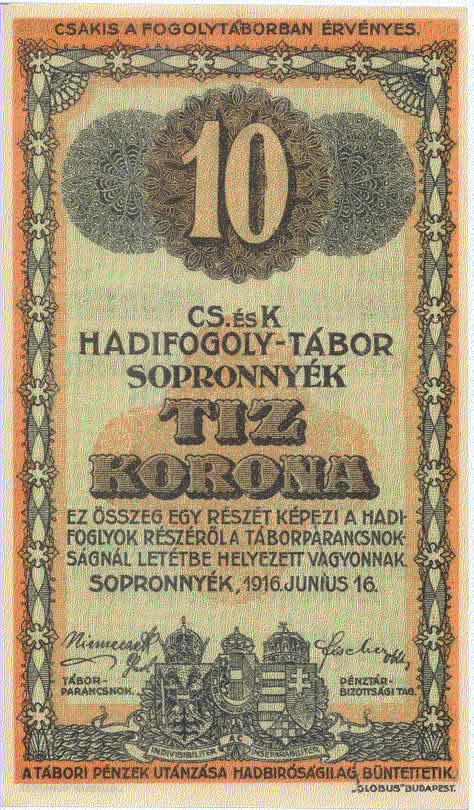 CSAKIS A FOGOLYTÁBORBAN ÉRVÉNYES.
10
CS. ÉS K
HADIFOGOLY-TÁBOR
SOPRONNYÉK
TIZ
KORONA
EZ ÖSSZEG EGY RÉSZÉT KÉPEZI A HADI-
FOGLYOK RÉSZÉRŐL A TÁBORPARANCSNOK-
SÁGNÁL LETÉTBE HELYEZETT VAGYONNAK.
SOPRONNYÉK, 1916. JUNIUS 16.
TÁBOR-
PARANCSNOK.
PÉNZTÁR-
BIZOTTSÁGI TAG.
INDIVISIBILITER AC INSEPARABILITER
A TÁBORI PÉNZEK UTÁNZÁSA HADBIRÓSÁGILAG BÜNTETTETIK.
„GLOBUS" BUDAPEST.